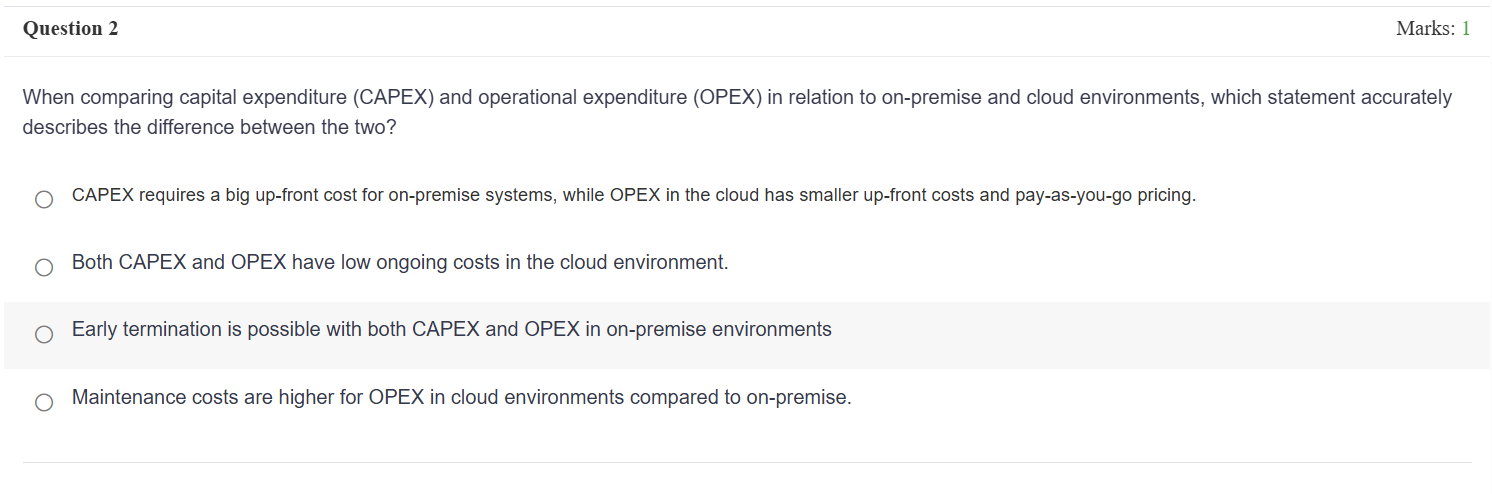 Question 2
Marks: 1
When comparing capital expenditure (CAPEX) and operational expenditure (OPEX) in relation to on-premise and cloud environments, which statement accurately
describes the difference between the two?
CAPEX requires a big up-front cost for on-premise systems, while OPEX in the cloud has smaller up-front costs and pay-as-you-go pricing.
Both CAPEX and OPEX have low ongoing costs in the cloud environment.
Early termination is possible with both CAPEX and OPEX in on-premise environments
Maintenance costs are higher for OPEX in cloud environments compared to on-premise.